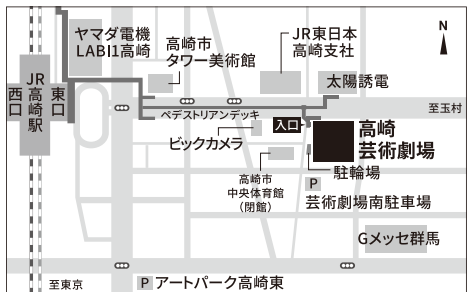 ヤマダ電機
LABI1高崎
高崎市
タワー美術館
JR東日本
高崎支社
N
太陽誘電
西口
JR高崎駅
東口
至玉村
ペデストリアンデッキ
入口
高崎
芸術劇場
ビックカメラ
駐輪場
高崎市
中央体育館
(閉館)
P
芸術劇場南駐車場
Gメッセ群馬
至東京
P アートパーク高崎東